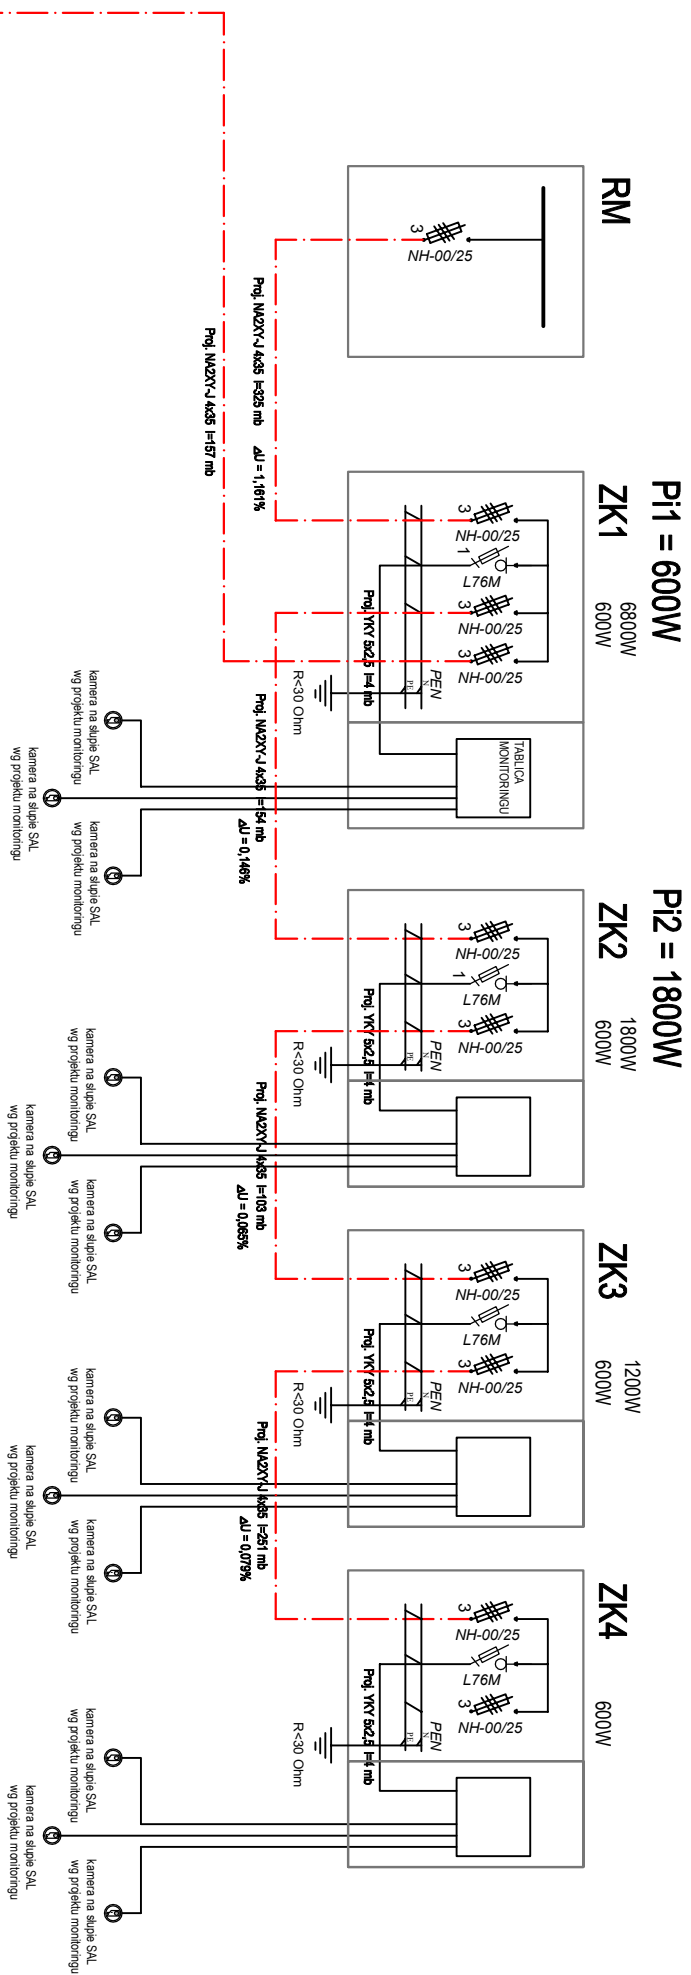 RM
3
NH-00/25
Proj. NA2XY-J 4x35 l=325 mb ΔU = 1,161%
Proj. NA2XY-J 4x35 l=157 mb
Pi1 = 600W
ZK1
6800W
600W
3
NH-00/25
1
L76M
3
NH-00/25
3
NH-00/25
Proj. YKY 5x2,5 l=4 mb
PEN
N
PE
R<30 Ohm
TABLICA
MONITORINGU
Proj. NA2XY-J 4x35 l=154 mb
ΔU = 0,146%
kamera na słupie SAL
wg projektu monitoringu
kamera na słupie SAL
wg projektu monitoringu
kamera na słupie SAL
wg projektu monitoringu
Pi2 = 1800W
ZK2
1800W
600W
3
NH-00/25
1
L76M
3
NH-00/25
Proj. YKY 5x2,5 l=4 mb
PEN
N
PE
R<30 Ohm
Proj. NA2XY-J 4x35 l=103 mb
ΔU = 0,065%
kamera na słupie SAL
wg projektu monitoringu
kamera na słupie SAL
wg projektu monitoringu
kamera na słupie SAL
wg projektu monitoringu
ZK3
1200W
600W
3
NH-00/25
L76M
3
NH-00/25
Proj. YKY 5x2,5 l=4 mb
PEN
N
PE
R<30 Ohm
Proj. NA2XY-J 4x35 l=251 mb
ΔU = 0,079%
kamera na słupie SAL
wg projektu monitoringu
kamera na słupie SAL
wg projektu monitoringu
kamera na słupie SAL
wg projektu monitoringu
ZK4
600W
3
NH-00/25
L76M
3
NH-00/25
Proj. YKY 5x2,5 l=4 mb
PEN
N
PE
R<30 Ohm
kamera na słupie SAL
wg projektu monitoringu
kamera na słupie SAL
wg projektu monitoringu
kamera na słupie SAL
wg projektu monitoringu